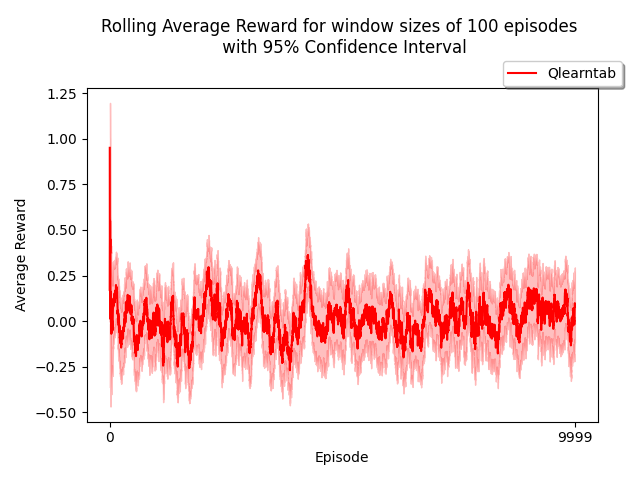 Rolling Average Reward for window sizes of 100 episodes
with 95% Confidence Interval
Qlearntab
1.25
1.00
0.75
0.50
0.25
0.00
−0.25
−0.50
Average Reward
0
9999
Episode